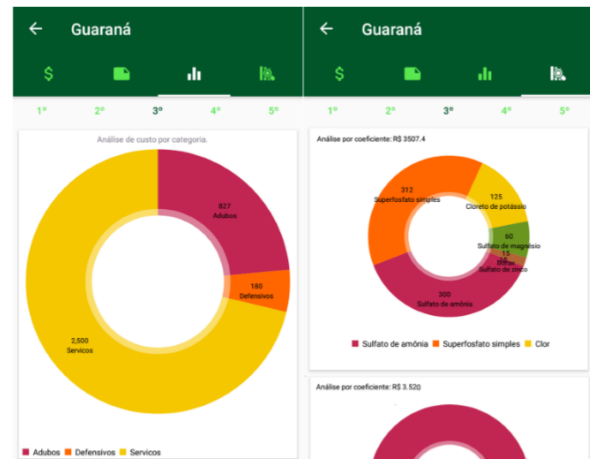 Guaraná
$
1º 2º 3º 4º 5º
Análise de custo por categoria.
827
Adubos
180
Defensivos
2,500
Servicos
Adubos Defensivos Servicos
Guaraná
$
1º 2º 3º 4º 5º
Análise por coeficiente: R$ 3507.4
312
Superfosfato simples
125
Cloreto de potássio
60
Sulfato de magnésio
15
Sulfato de zinco
300
Sulfato de amônia
Sulfato de amônia Superfosfato simples Clor
Análise por coeficiente: R$ 3.520